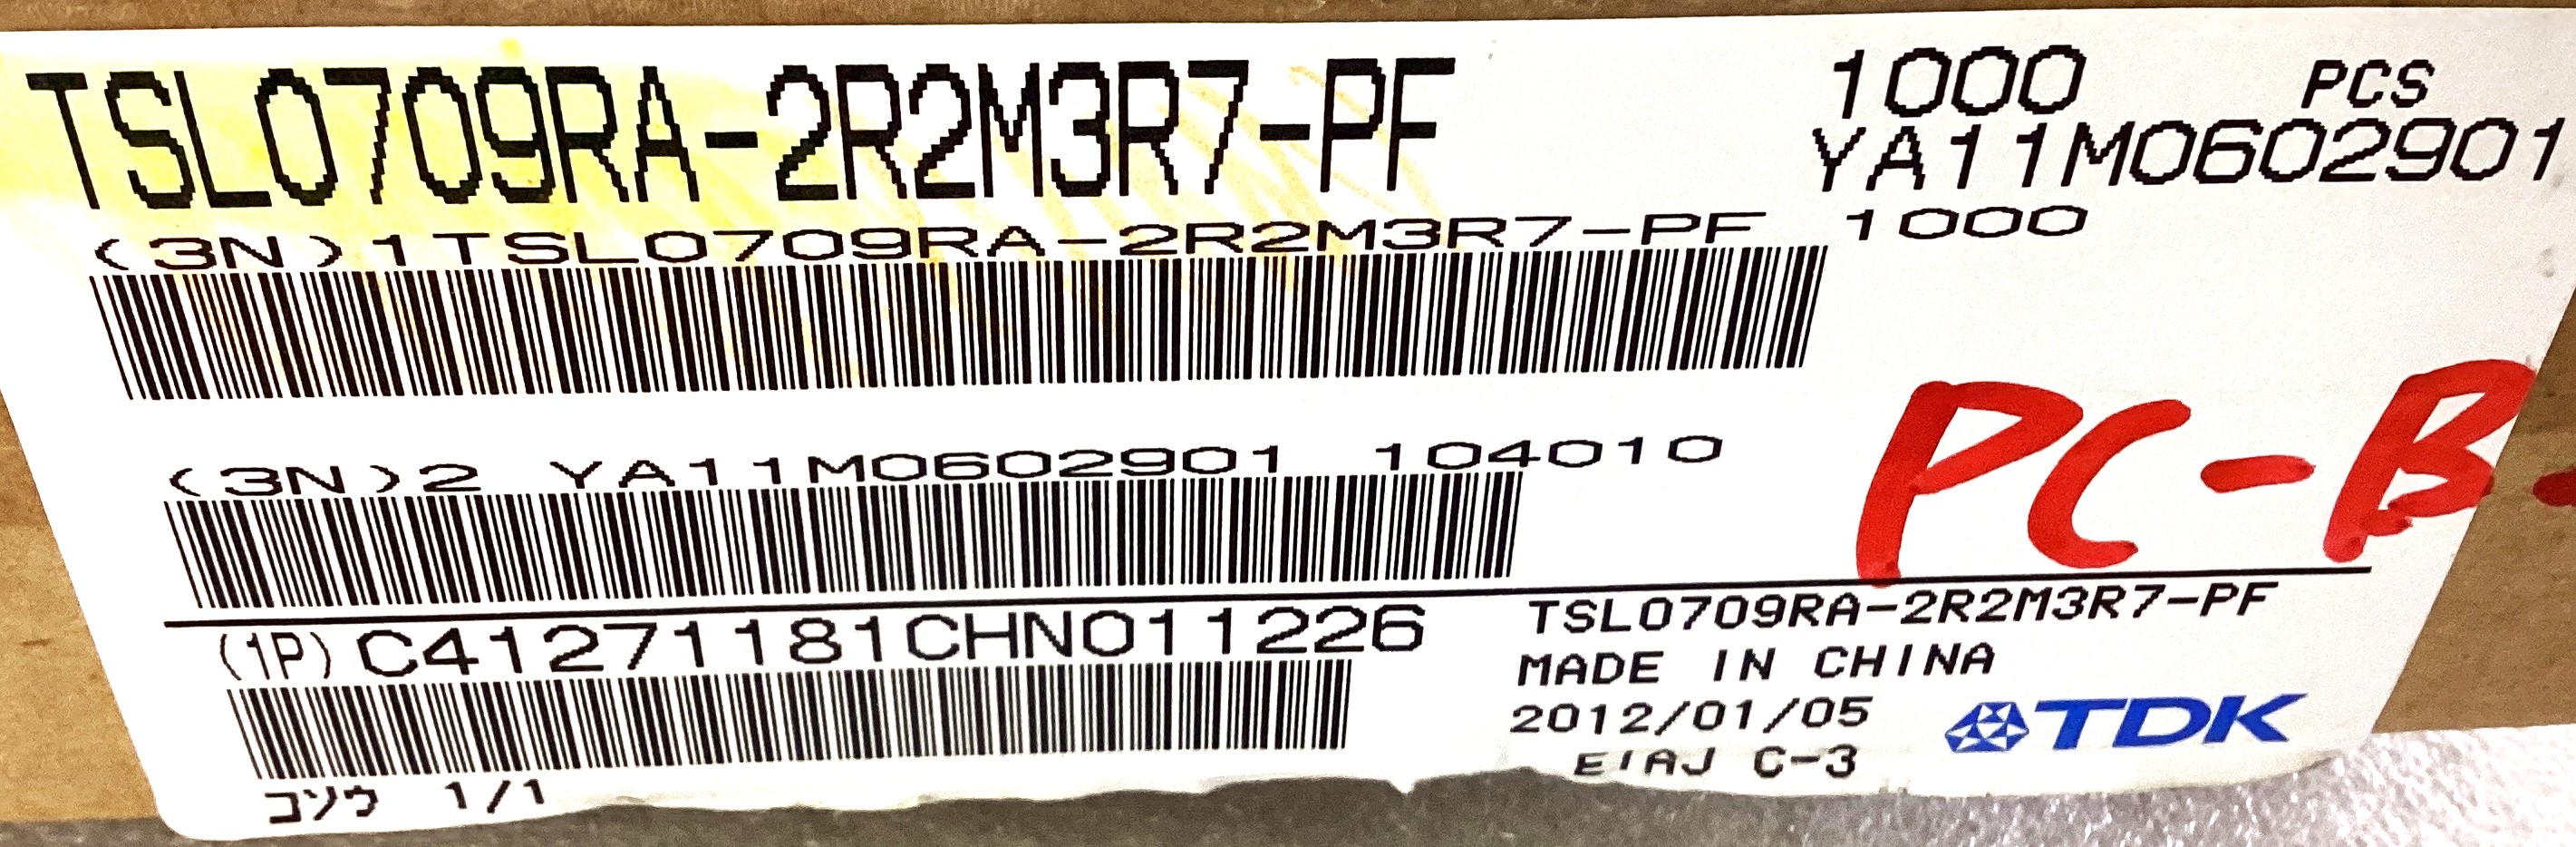 TSL0709RA-2R2M3R7-PF
1000 PCS
YA11M0602901
(3N)1TSL0709RA-2R2M3R7-PF 1000
(3N)2 YA11M0602901 104010
PC-B-
(1P)C41271181CHN011226
TSL0709RA-2R2M3R7-PF
MADE IN CHINA
2012/01/05
TDK
EIAJ C-3
コソウ 1/1